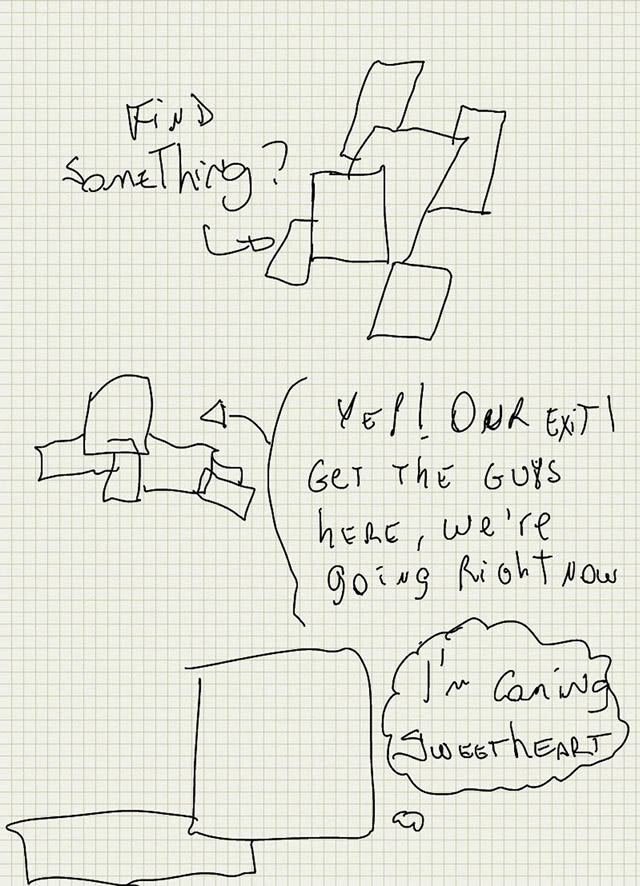 FinD
SomeThing?
YEP! OUR EXiT!
GET THE GUYS
hERE, we're
going RighT NOW
I'm Coming
SWEETHEART